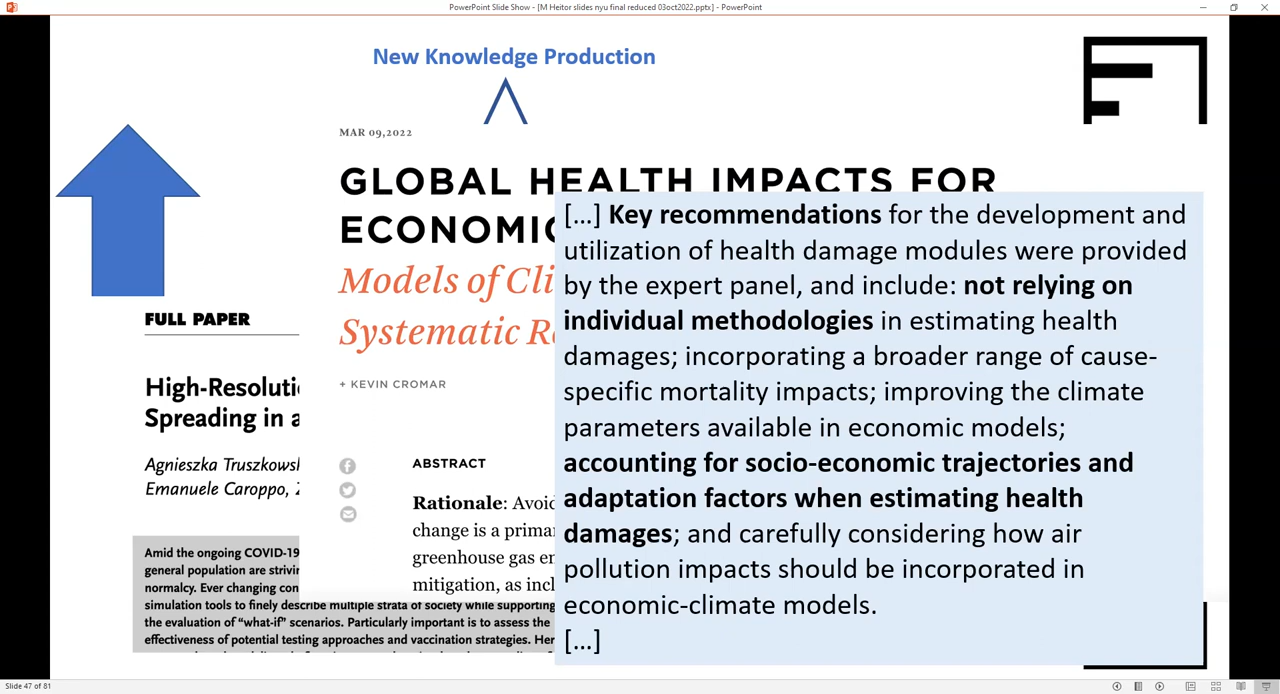 PowerPoint Slide Show - [M Heitor slides nyu final reduced 03oct2022.pptx] - PowerPoint
New Knowledge Production
MAR 09,2022
GLOBAL HEALTH IMPACTS FOR
ECONOMIC
Models of Cli
Systematic Re
+ KEVIN CROMAR
ABSTRACT
Rationale: Avoid
change is a prima
greenhouse gas em
mitigation, as incl
[...] Key recommendations for the development and
utilization of health damage modules were provided
by the expert panel, and include: not relying on
individual methodologies in estimating health
damages; incorporating a broader range of cause-
specific mortality impacts; improving the climate
parameters available in economic models;
accounting for socio-economic trajectories and
adaptation factors when estimating health
damages; and carefully considering how air
pollution impacts should be incorporated in
economic-climate models.
[...]
FULL PAPER
High-Resoluti
Spreading in a
Agnieszka Truszkows
Emanuele Caroppo,
Amid the ongoing COVID-19
general population are strivin
normalcy. Ever changing con
simulation tools to finely describe multiple strata of society while supporting
the evaluation of "what-if" scenarios. Particularly important is to assess the
effectiveness of potential testing approaches and vaccination strategies. Her
Slide 47 of 81